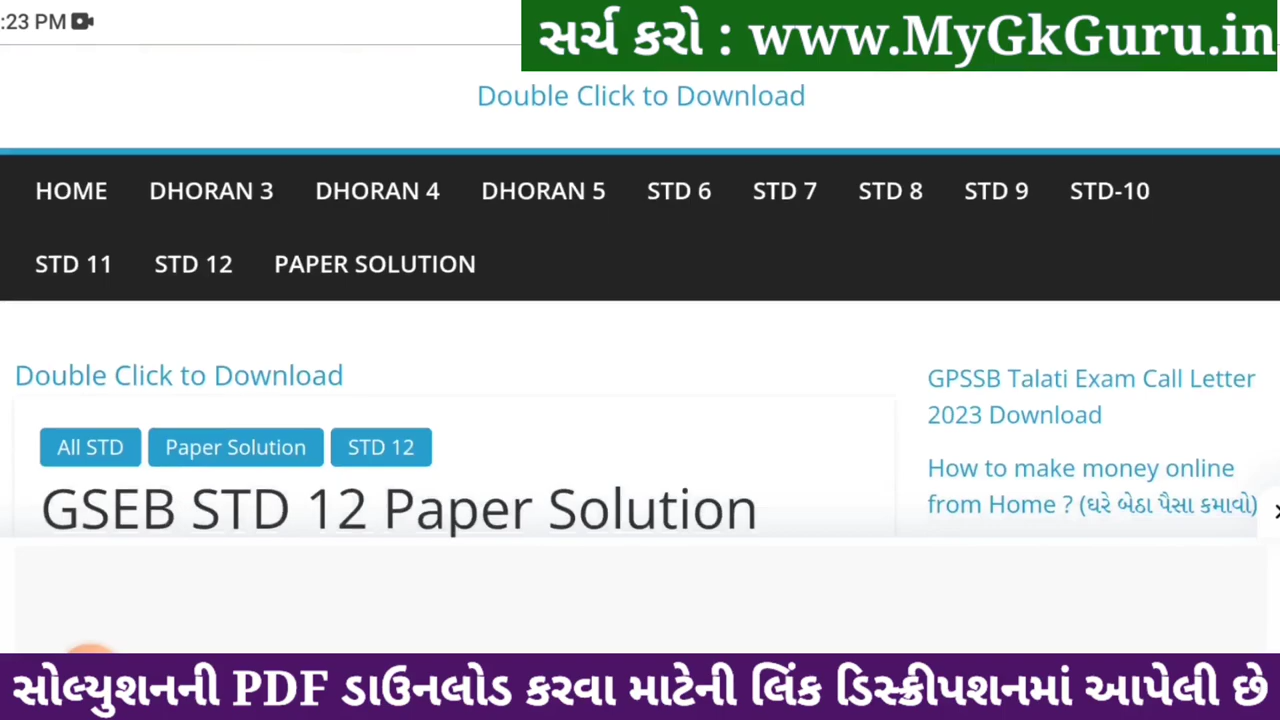 :23 PM
સર્ચ કરો : www.MyGkGuru.in
Double Click to Download
HOME DHORAN 3 DHORAN 4 DHORAN 5 STD 6 STD 7 STD 8 STD 9 STD-10
STD 11 STD 12 PAPER SOLUTION
Double Click to Download
All STD Paper Solution STD 12
GSEB STD 12 Paper Solution
GPSSB Talati Exam Call Letter
2023 Download
How to make money online
from Home ? (ઘરે બેઠા પૈસા કમાવો)
સોલ્યુશનની PDF ડાઉનલોડ કરવા માટેની લિંક ડિસ્ક્રીપશનમાં આપેલી છે